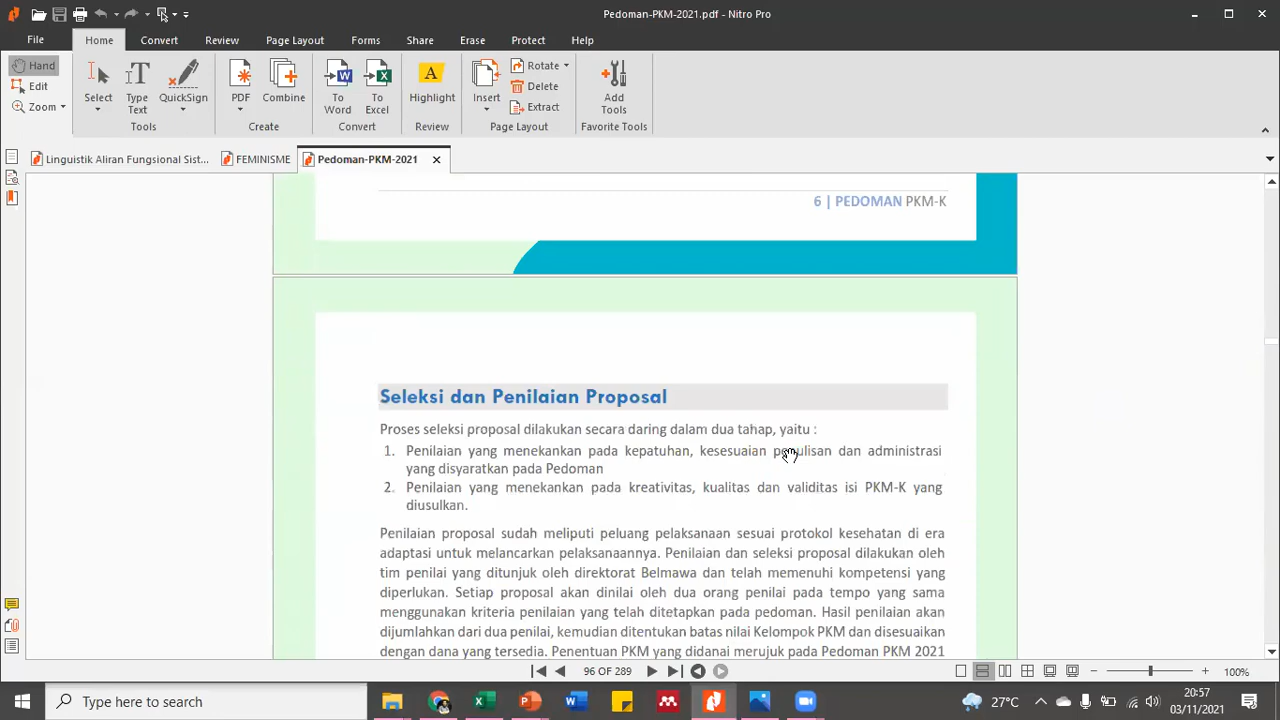 Pedoman-PKM-2021.pdf - Nitro Pro
File Home Convert Review Page Layout Forms Share Erase Protect Help
Hand
Edit
Zoom
Select
Type Text
QuickSign
Tools
PDF
Combine
Create
To Word
To Excel
Convert
Highlight
Review
Insert
Rotate
Delete
Extract
Page Layout
Add Tools
Favorite Tools
Linguistik Aliran Fungsional Sist... FEMINISME Pedoman-PKM-2021
6 | PEDOMAN PKM-K
Seleksi dan Penilaian Proposal
Proses seleksi proposal dilakukan secara daring dalam dua tahap, yaitu :
1. Penilaian yang menekankan pada kepatuhan, kesesuaian penulisan dan administrasi
yang disyaratkan pada Pedoman
2. Penilaian yang menekankan pada kreativitas, kualitas dan validitas isi PKM-K yang
diusulkan.
Penilaian proposal sudah meliputi peluang pelaksanaan sesuai protokol kesehatan di era
adaptasi untuk melancarkan pelaksanaannya. Penilaian dan seleksi proposal dilakukan oleh
tim penilai yang ditunjuk oleh direktorat Belmawa dan telah memenuhi kompetensi yang
diperlukan. Setiap proposal akan dinilai oleh dua orang penilai pada tempo yang sama
menggunakan kriteria penilaian yang telah ditetapkan pada pedoman. Hasil penilaian akan
dijumlahkan dari dua penilai, kemudian ditentukan batas nilai Kelompok PKM dan disesuaikan
dengan dana yang tersedia. Penentuan PKM yang didanai merujuk pada Pedoman PKM 2021
96 OF 289
100%
Type here to search
27°C
20:57
03/11/2021